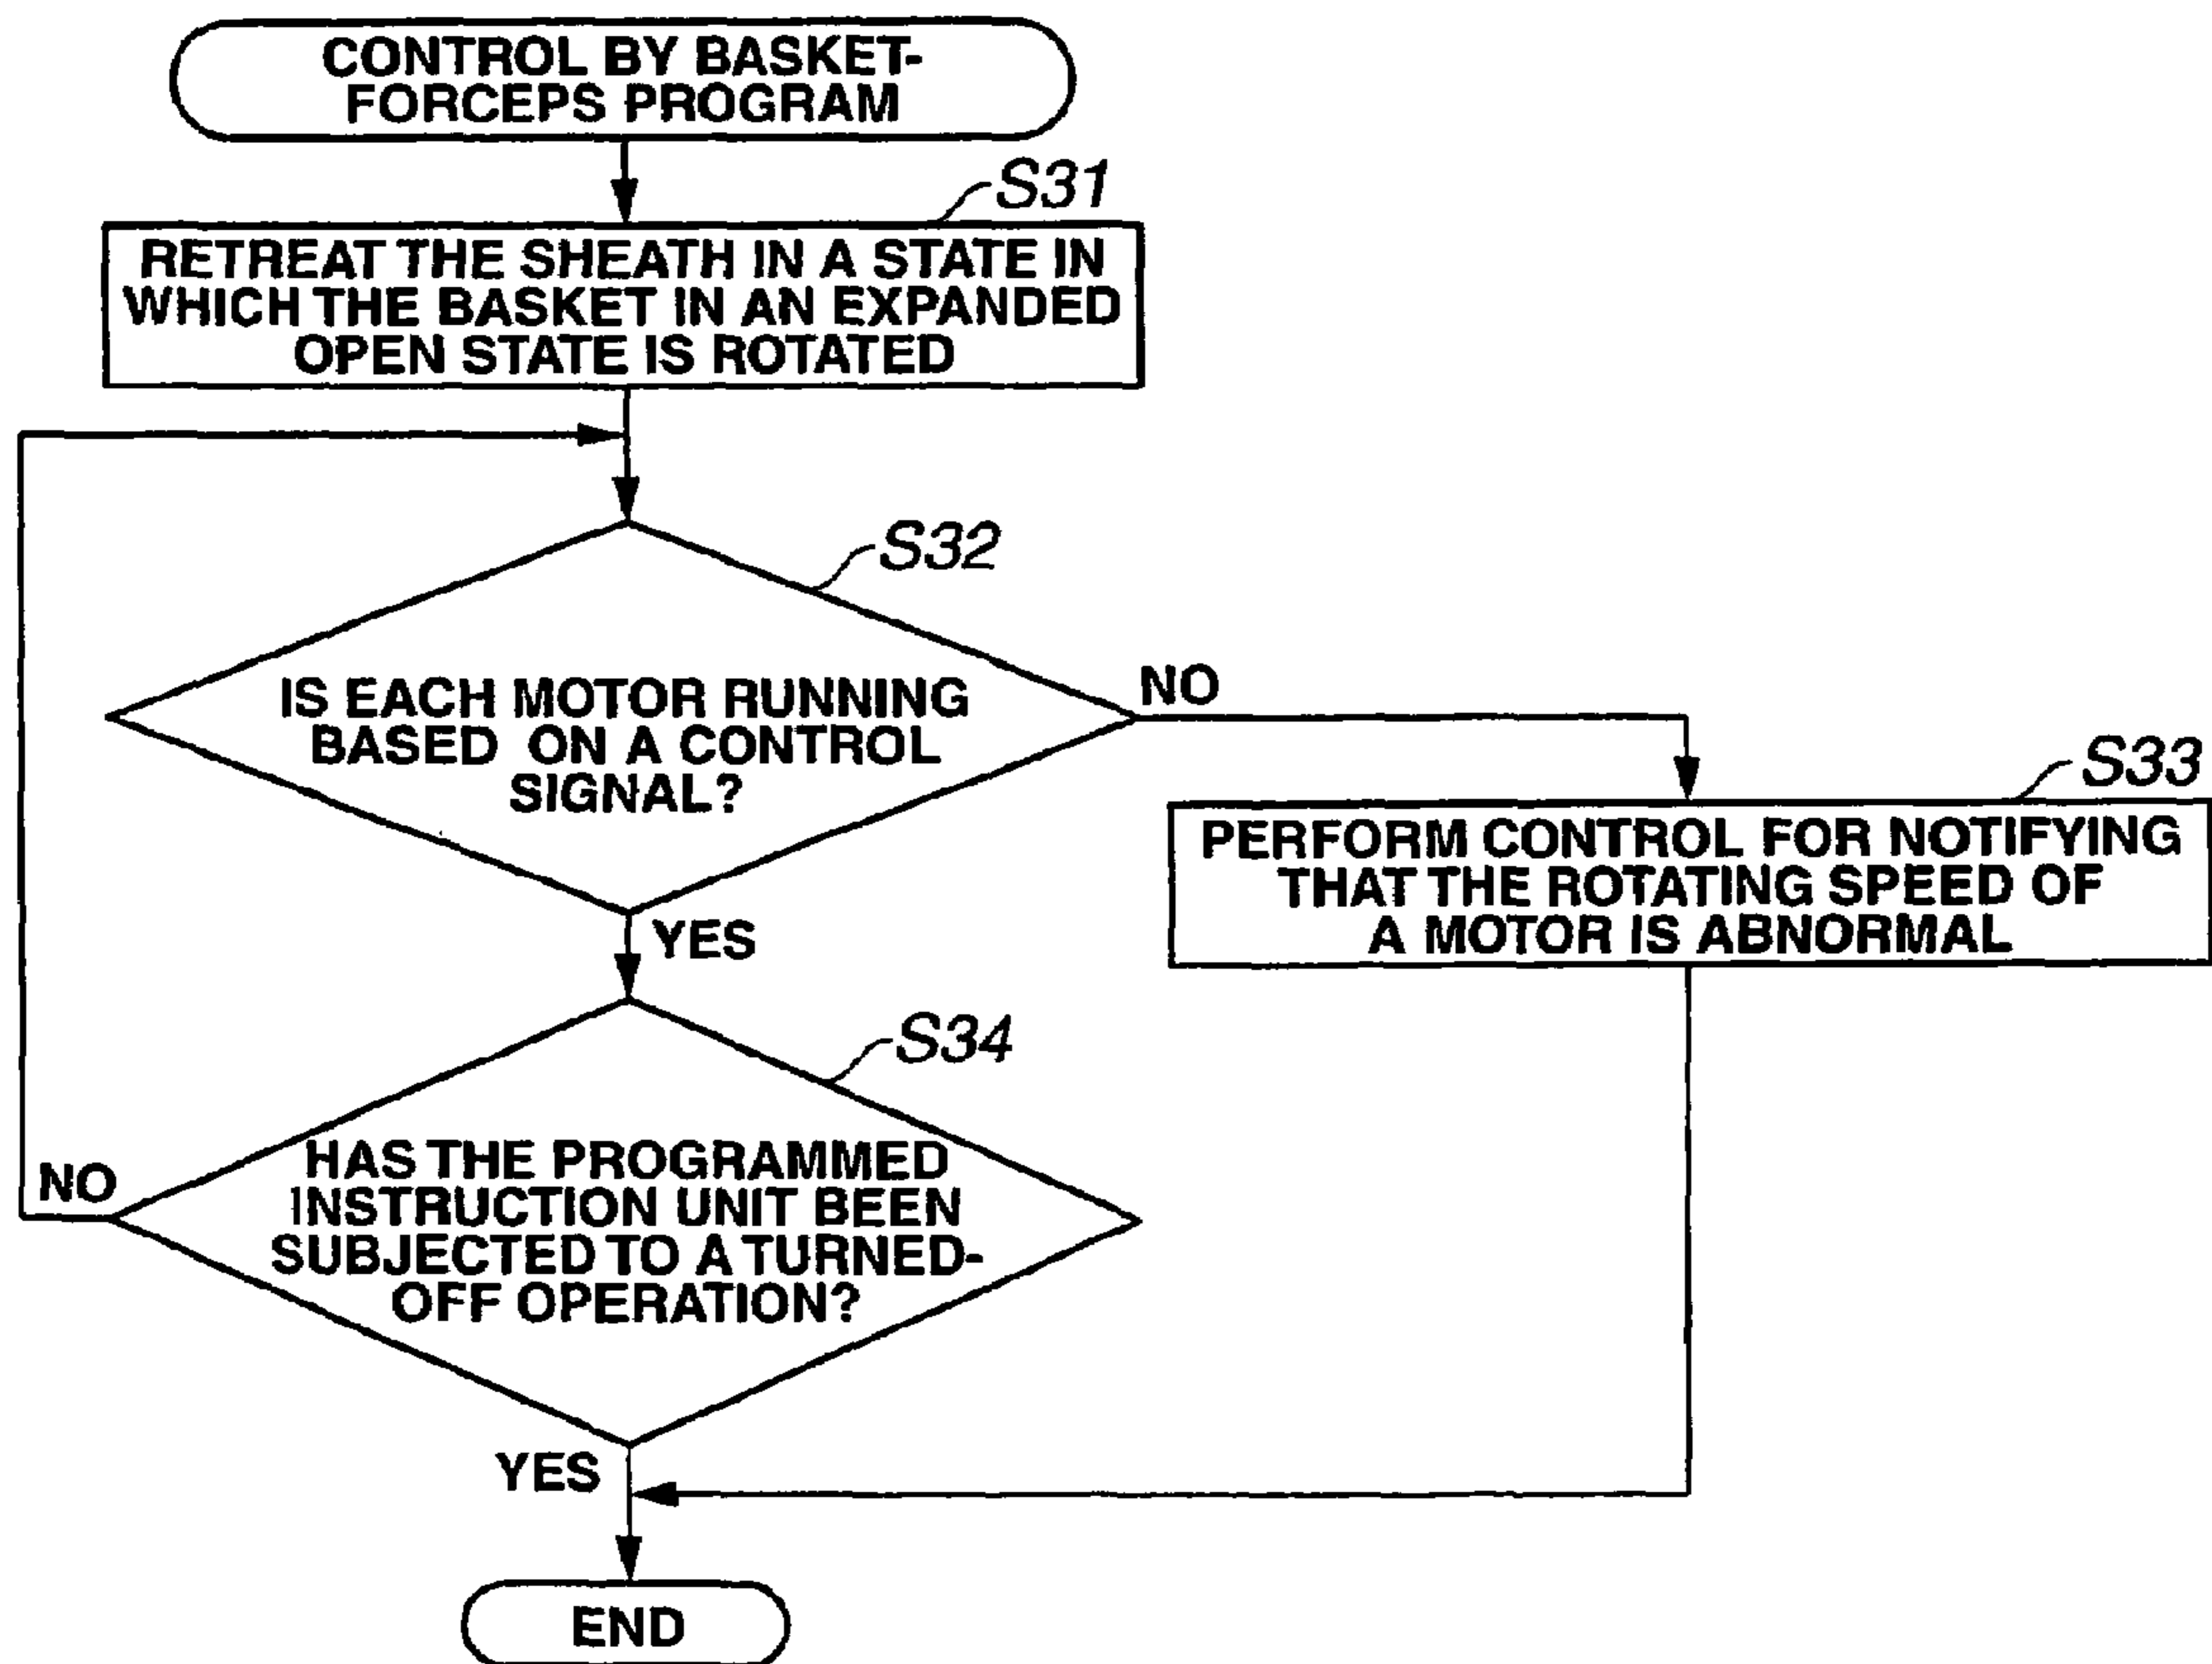 CONTROL BY BASKET-
FORCEPS PROGRAM
S31
RETREAT THE SHEATH IN A STATE IN
WHICH THE BASKET IN AN EXPANDED
OPEN STATE IS ROTATED
S32
IS EACH MOTOR RUNNING
BASED ON A CONTROL
SIGNAL?
NO
S33
PERFORM CONTROL FOR NOTIFYING
THAT THE ROTATING SPEED OF
A MOTOR IS ABNORMAL
YES
S34
HAS THE PROGRAMMED
INSTRUCTION UNIT BEEN
SUBJECTED TO A TURNED-
OFF OPERATION?
NO
YES
END